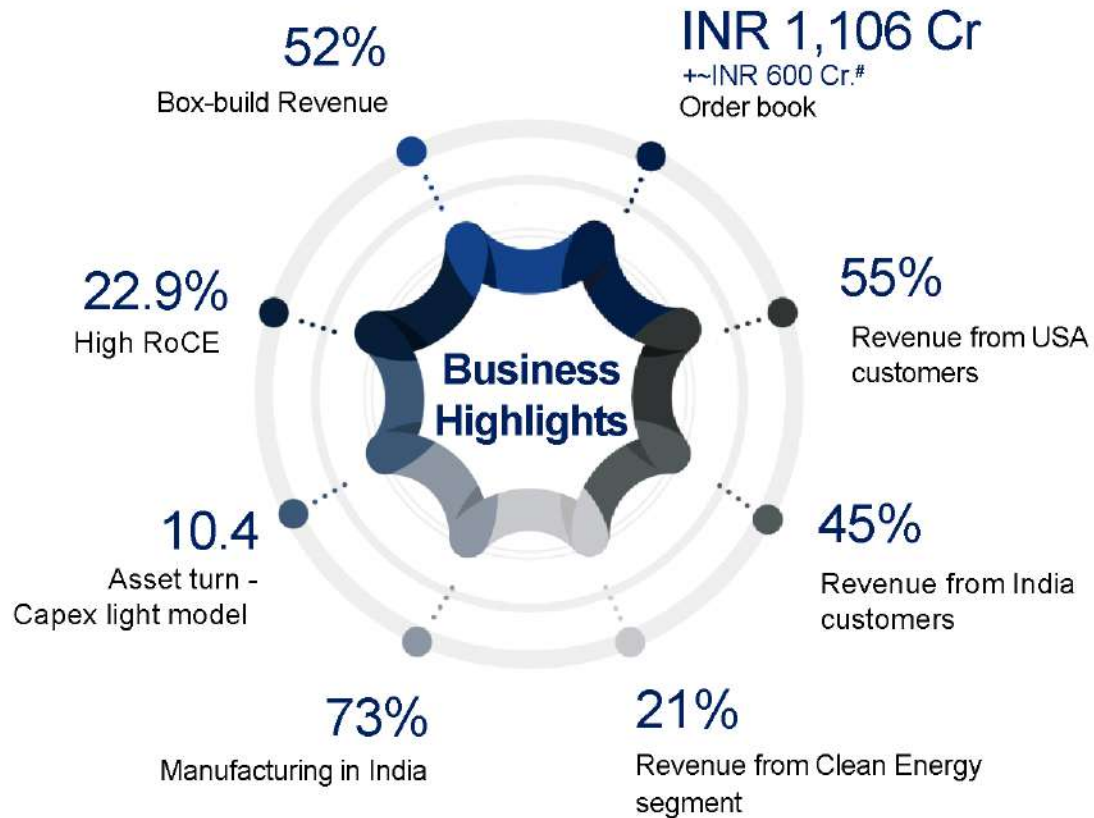 52%
Box-build Revenue
INR 1,106 Cr
+~INR 600 Cr.#
Order book
22.9%
High RoCE
55%
Revenue from USA
customers
Business
Highlights
10.4
Asset turn -
Capex light model
45%
Revenue from India
customers
73%
Manufacturing in India
21%
Revenue from Clean Energy
segment